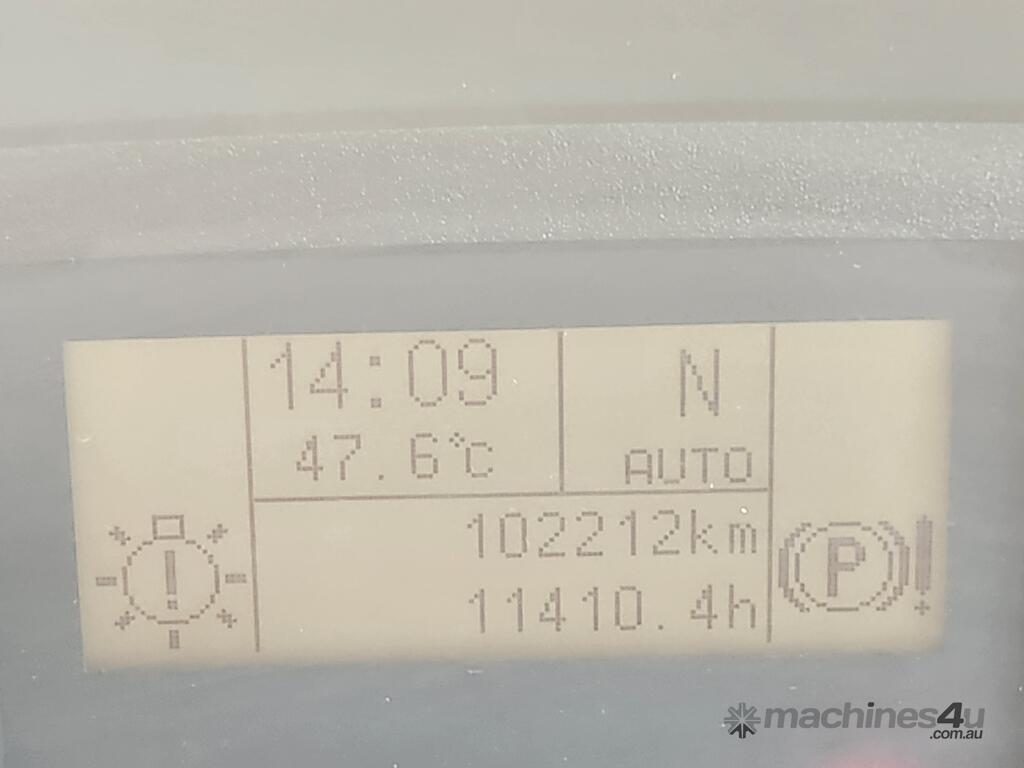 14:09
N
47.6°C
AUTO
102212km
11410.4h
P
machines4u
.com.au